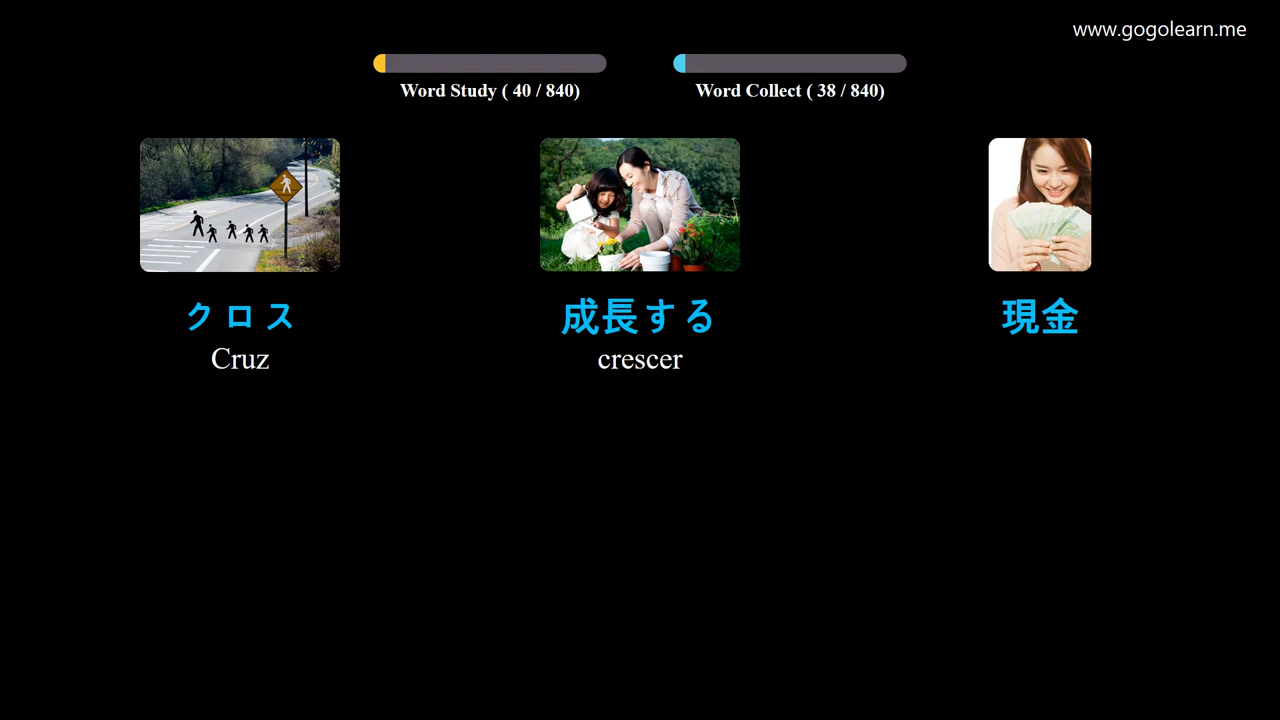 www.gogolearn.me
Word Study ( 40 / 840)
Word Collect ( 38 / 840)
クロス
成長する
現金
Cruz
crescer